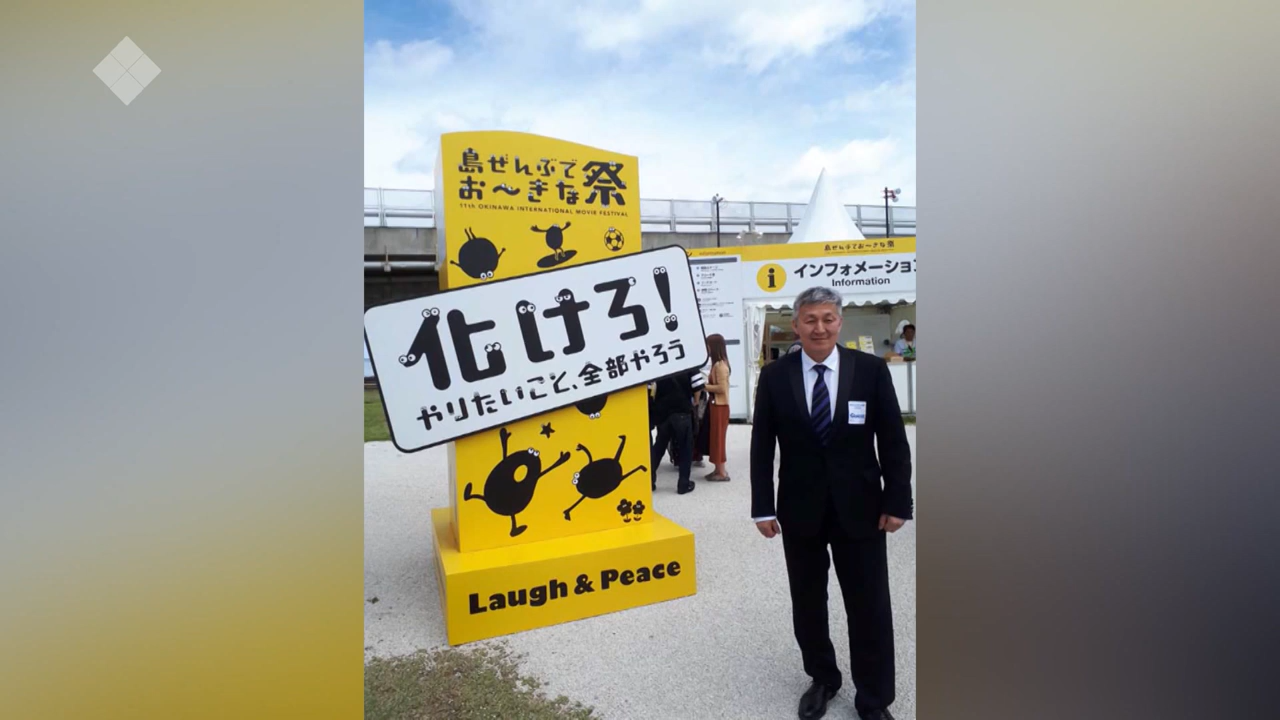 島ぜんぶで
お～きな祭
11th OKINAWA INTERNATIONAL MOVIE FESTIVAL
化けろ!
やりたいこと、全部やろう
Laugh & Peace
島ぜんぶでお～きな祭
インフォメーション
Information